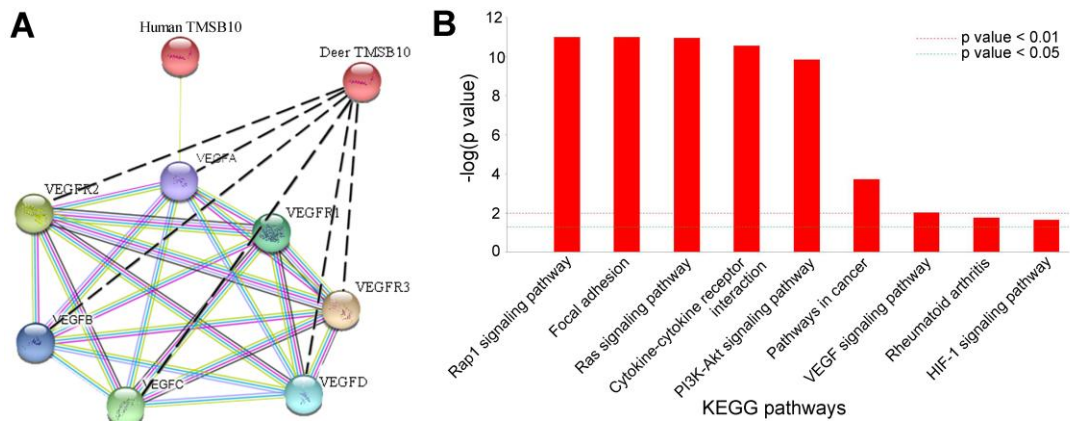 A
Human TMSB10
Deer TMSB10
VEGFA
VEGFR2
VEGFR1
VEGFR3
VEGFB
VEGFC
VEGFD
B
12
10
8
6
4
2
0
-log(p value)
p value < 0.01
p value < 0.05
Rap1 signaling pathway
Focal adhesion
Ras signaling pathway
Cytokine-cytokine receptor
interaction
PI3K-Akt signaling pathway
Pathways in cancer
VEGF signaling pathway
Rheumatoid arthritis
HIF-1 signaling pathway
KEGG pathways